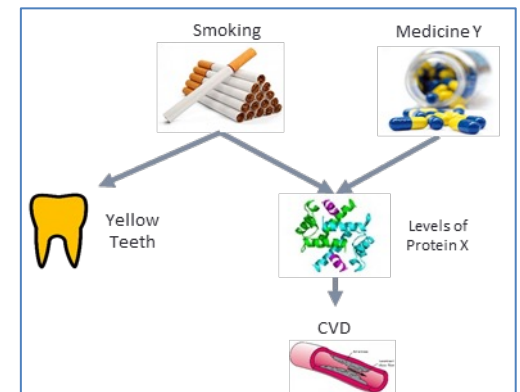 Smoking
Medicine Y
Yellow
Teeth
Levels of
Protein X
CVD